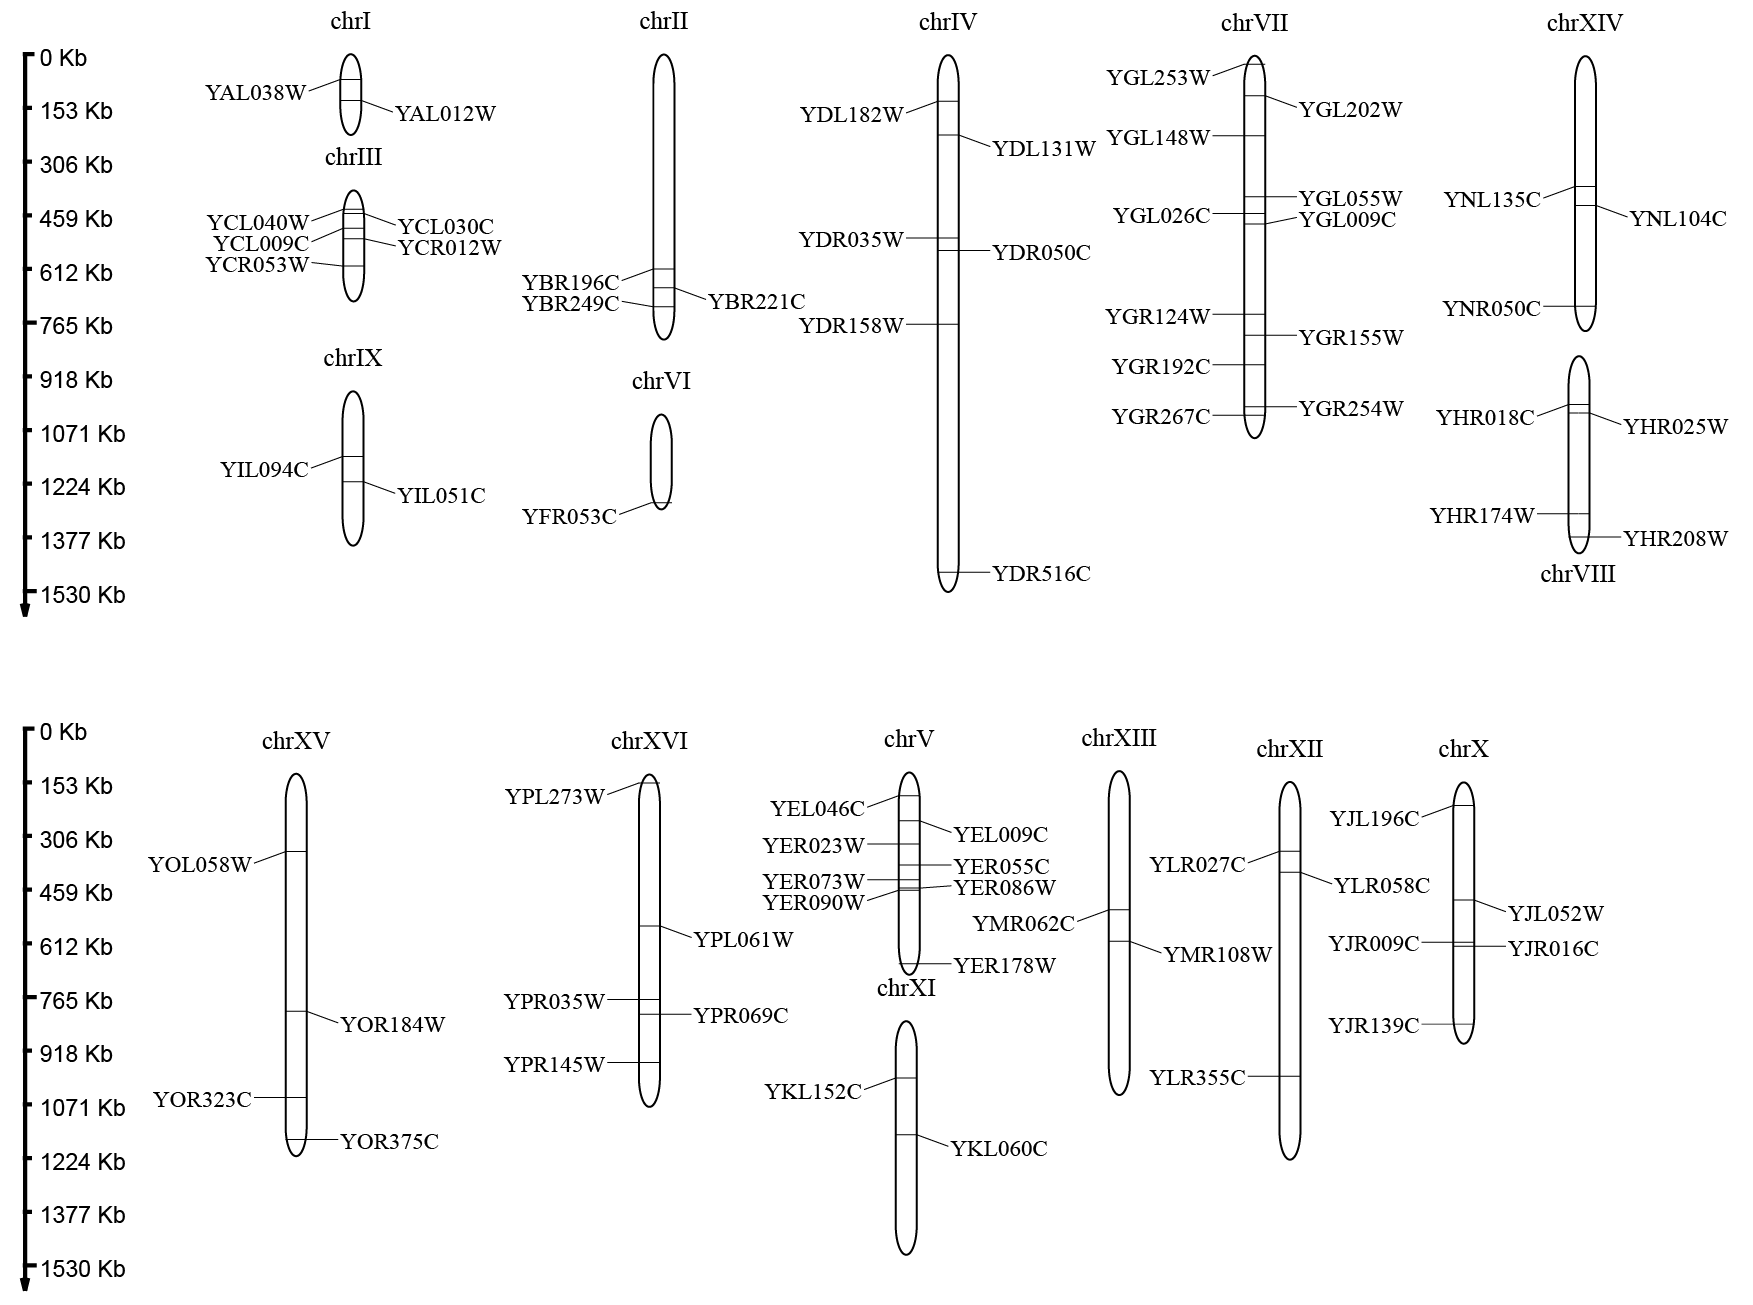 chrI
chrII
chrIV
chrVII
chrXIV
0 Kb
153 Kb
306 Kb
459 Kb
612 Kb
765 Kb
918 Kb
1071 Kb
1224 Kb
1377 Kb
1530 Kb
YAL038W
YAL012W
chrIII
YCL040W
YCL030C
YCL009C
YCR012W
YCR053W
chrIX
YIL094C
YIL051C
YBR196C
YBR221C
YBR249C
chrVI
YFR053C
YDL182W
YDL131W
YDR035W
YDR050C
YDR158W
YDR516C
YGL253W
YGL202W
YGL148W
YGL055W
YGL026C
YGL009C
YGR124W
YGR155W
YGR192C
YGR254W
YGR267C
YNL135C
YNL104C
YNR050C
YHR018C
YHR025W
YHR174W
YHR208W
chrVIII
0 Kb
153 Kb
306 Kb
459 Kb
612 Kb
765 Kb
918 Kb
1071 Kb
1224 Kb
1377 Kb
1530 Kb
chrXV
YOL058W
YOR184W
YOR323C
YOR375C
chrXVI
YPL273W
YPL061W
YPR035W
YPR069C
YPR145W
chrV
YEL046C
YEL009C
YER023W
YER055C
YER073W
YER086W
YER090W
YER178W
chrXI
YKL152C
YKL060C
chrXIII
YMR062C
YMR108W
chrXII
YLR027C
YLR058C
YLR355C
chrX
YJL196C
YJL052W
YJR009C
YJR016C
YJR139C